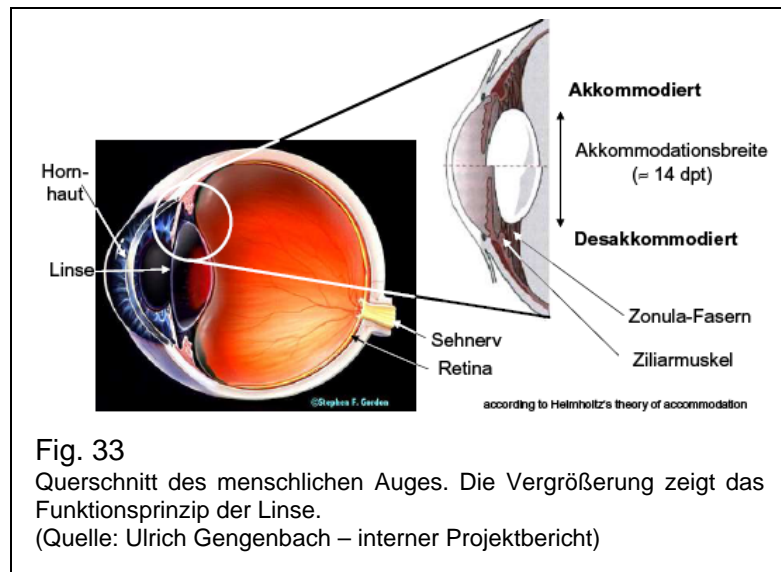 Akkommodiert
Horn-
haut
Akkommodationsbreite
(≈ 14 dpt)
Linse
Desakkommodiert
Zonula-Fasern
Sehnerv
Ziliarmuskel
Retina
©Stephen F. Gordon
according to Helmholtz's theory of accommodation
Fig. 33
Querschnitt des menschlichen Auges. Die Vergrößerung zeigt das
Funktionsprinzip der Linse.
(Quelle: Ulrich Gengenbach – interner Projektbericht)